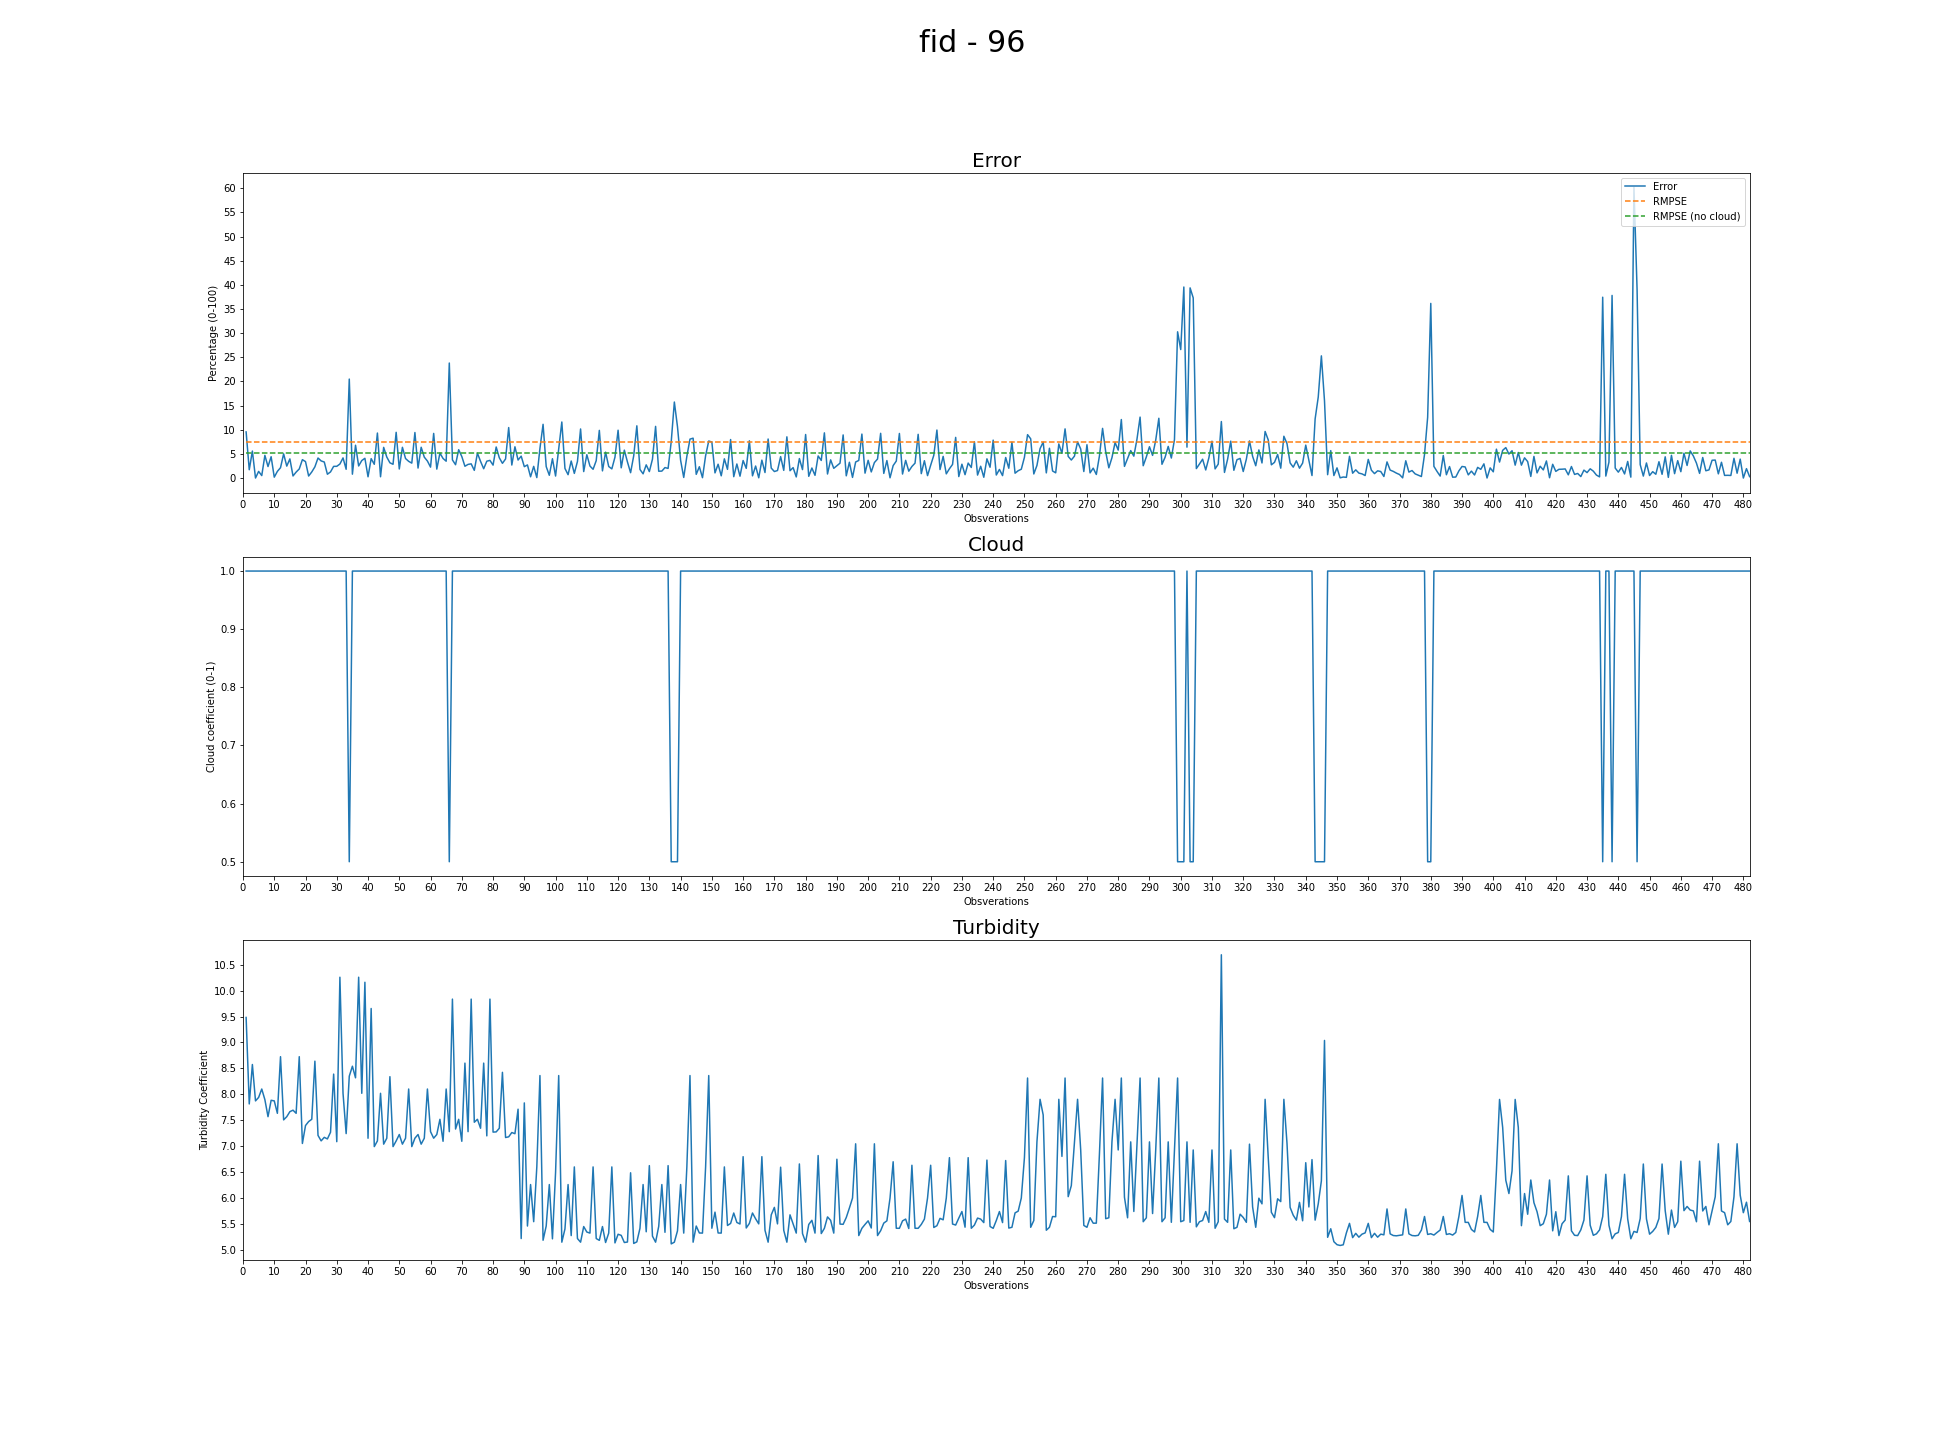 fid - 96
Error
60
55
50
45
40
35
30
25
20
15
10
5
0
Percentage (0-100)
Error
RMPSE
RMPSE (no cloud)
0 10 20 30 40 50 60 70 80 90 100 110 120 130 140 150 160 170 180 190 200 210 220 230 240 250 260 270 280 290 300 310 320 330 340 350 360 370 380 390 400 410 420 430 440 450 460 470 480
Obsverations
Cloud
1.0
0.9
0.8
0.7
0.6
0.5
Cloud coefficient (0-1)
0 10 20 30 40 50 60 70 80 90 100 110 120 130 140 150 160 170 180 190 200 210 220 230 240 250 260 270 280 290 300 310 320 330 340 350 360 370 380 390 400 410 420 430 440 450 460 470 480
Obsverations
Turbidity
10.5
10.0
9.5
9.0
8.5
8.0
7.5
7.0
6.5
6.0
5.5
5.0
Turbidity Coefficient
0 10 20 30 40 50 60 70 80 90 100 110 120 130 140 150 160 170 180 190 200 210 220 230 240 250 260 270 280 290 300 310 320 330 340 350 360 370 380 390 400 410 420 430 440 450 460 470 480
Obsverations